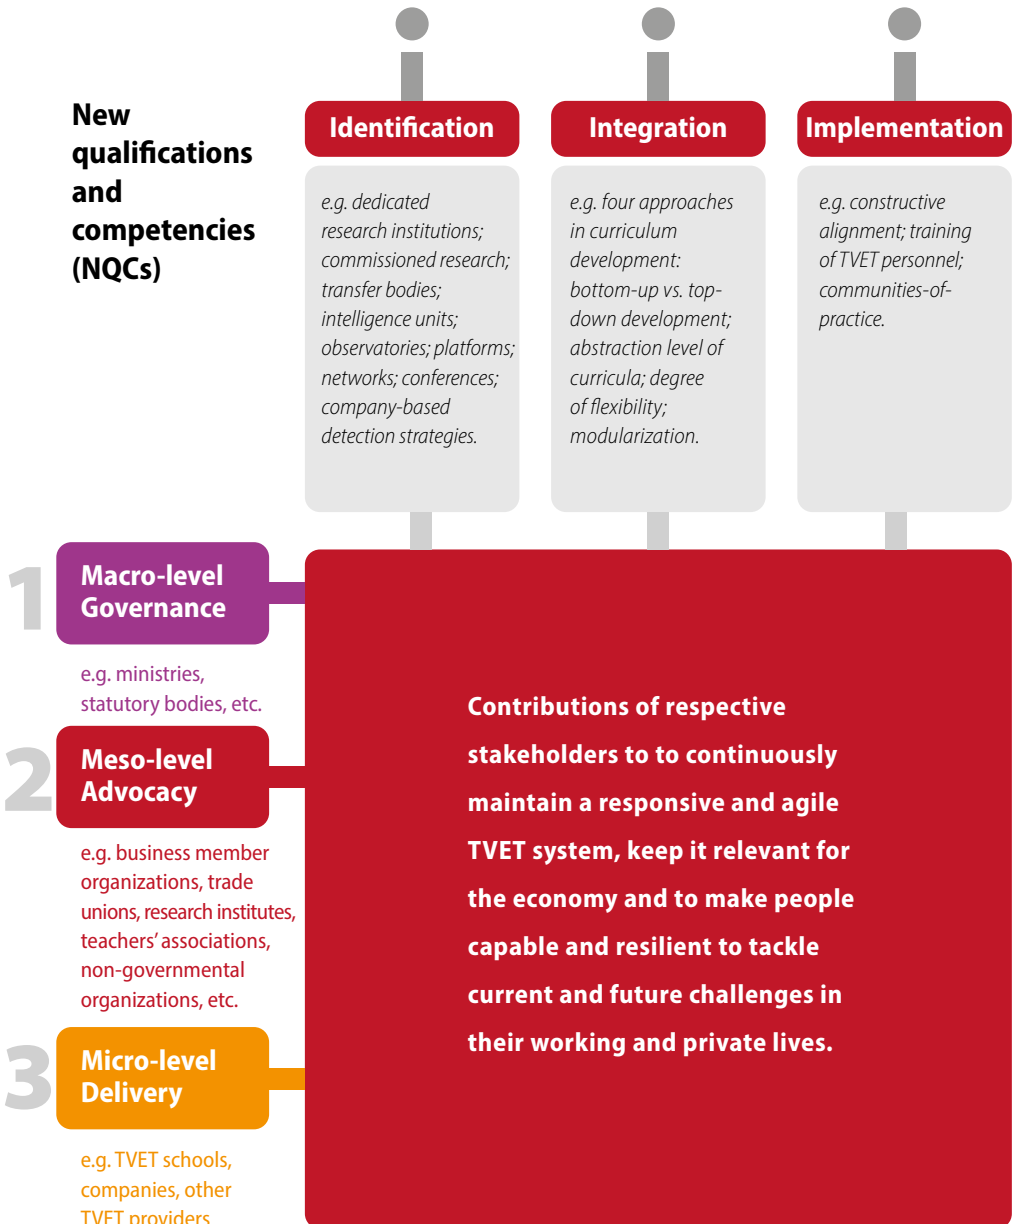 New
qualifications
and
competencies
(NQCs)
Identification
e.g. dedicated
research institutions;
commissioned research;
transfer bodies;
intelligence units;
observatories; platforms;
networks; conferences;
company-based
detection strategies.
Integration
e.g. four approaches
in curriculum
development:
bottom-up vs. top-
down development;
abstraction level of
curricula; degree
of flexibility;
modularization.
Implementation
e.g. constructive
alignment; training
of TVET personnel;
communities-of-
practice.
1
Macro-level
Governance
e.g. ministries,
statutory bodies, etc.
2
Meso-level
Advocacy
e.g. business member
organizations, trade
unions, research institutes,
teachers’ associations,
non-governmental
organizations, etc.
3
Micro-level
Delivery
e.g. TVET schools,
companies, other
TVET providers
Contributions of respective
stakeholders to to continuously
maintain a responsive and agile
TVET system, keep it relevant for
the economy and to make people
capable and resilient to tackle
current and future challenges in
their working and private lives.